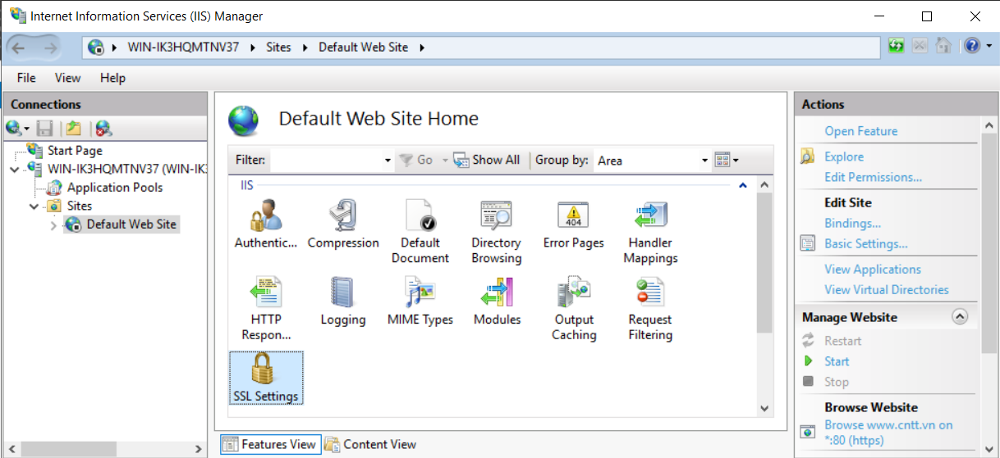 Internet Information Services (IIS) Manager
WIN-IK3HQMTNV37 Sites Default Web Site
File View Help
Connections
Start Page
WIN-IK3HQMTNV37 (WIN-IK3
Application Pools
Sites
Default Web Site
Default Web Site Home
Filter: Go Show All Group by: Area
IIS
Authentic... Compression Default Directory Error Pages Handler
Document Browsing Mappings
404
HTTP Logging MIME Types Modules Output Request
Respon... Caching Filtering
SSL Settings
Features View Content View
Actions
Open Feature
Explore
Edit Permissions...
Edit Site
Bindings...
Basic Settings...
View Applications
View Virtual Directories
Manage Website
Restart
Start
Stop
Browse Website
Browse www.cntt.vn on
*:80 (https)